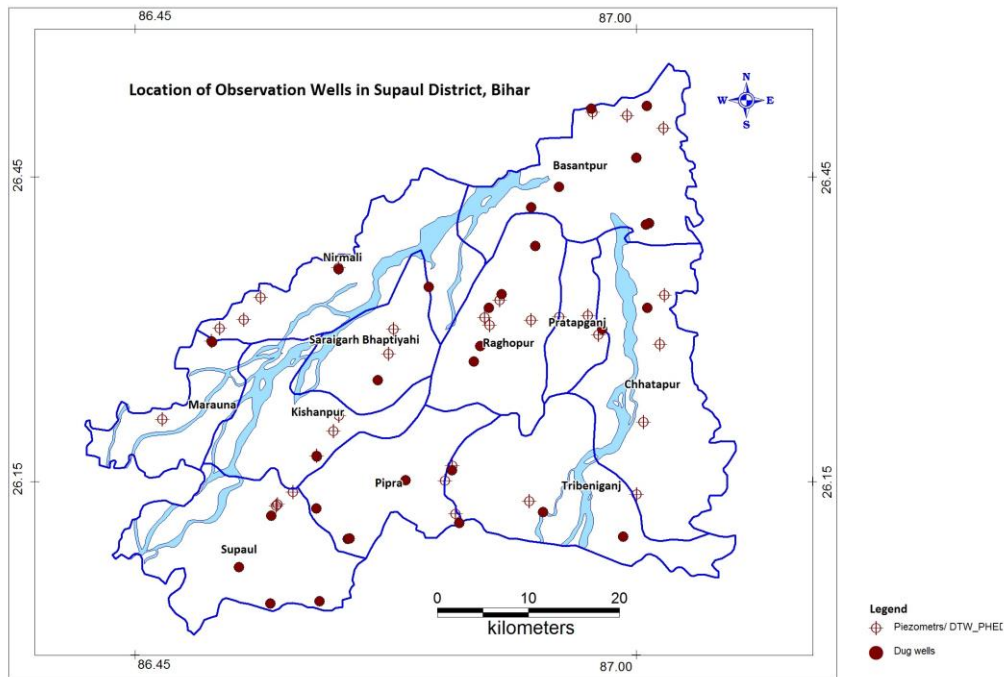 86.45
87.00
Location of Observation Wells in Supaul District, Bihar
N
W
E
S
26.45
26.45
Basantpur
Nirmali
Pratapganj
Saraigarh Bhaptiyahi
Raghopur
Chhatapur
Marauna
Kishanpur
26.15
26.15
Pipra
Tribeniganj
Supaul
0 10 20
kilometers
Legend
Piezometrs/ DTW_PHED
Dug wells
86.45
87.00